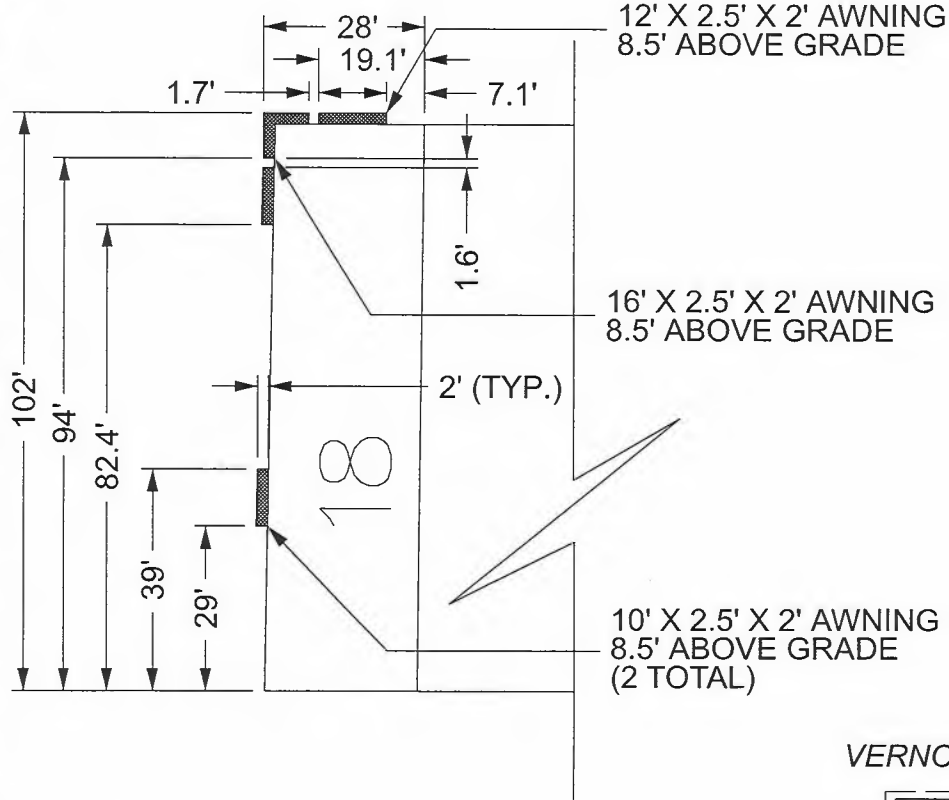 12' X 2.5' X 2' AWNING
8.5' ABOVE GRADE
28'
19.1'
1.7'
7.1'
1.6'
16' X 2.5' X 2' AWNING
8.5' ABOVE GRADE
102'
94'
82.4'
2' (TYP.)
18
39'
29'
10' X 2.5' X 2' AWNING
8.5' ABOVE GRADE
(2 TOTAL)
VERNO